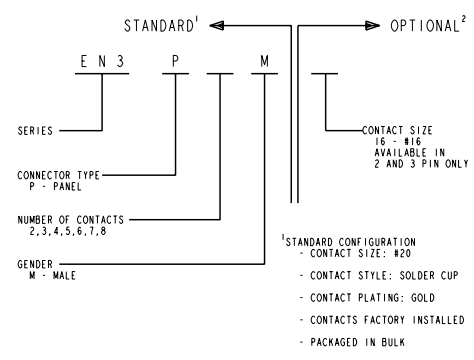 STANDARD¹ OPTIONAL²
EN3 P M
SERIES
CONTACT SIZE
16 - #16
AVAILABLE IN
2 AND 3 PIN ONLY
CONNECTOR TYPE
P - PANEL
NUMBER OF CONTACTS
2,3,4,5,6,7,8
GENDER
M - MALE
¹STANDARD CONFIGURATION
- CONTACT SIZE: #20
- CONTACT STYLE: SOLDER CUP
- CONTACT PLATING: GOLD
- CONTACTS FACTORY INSTALLED
- PACKAGED IN BULK